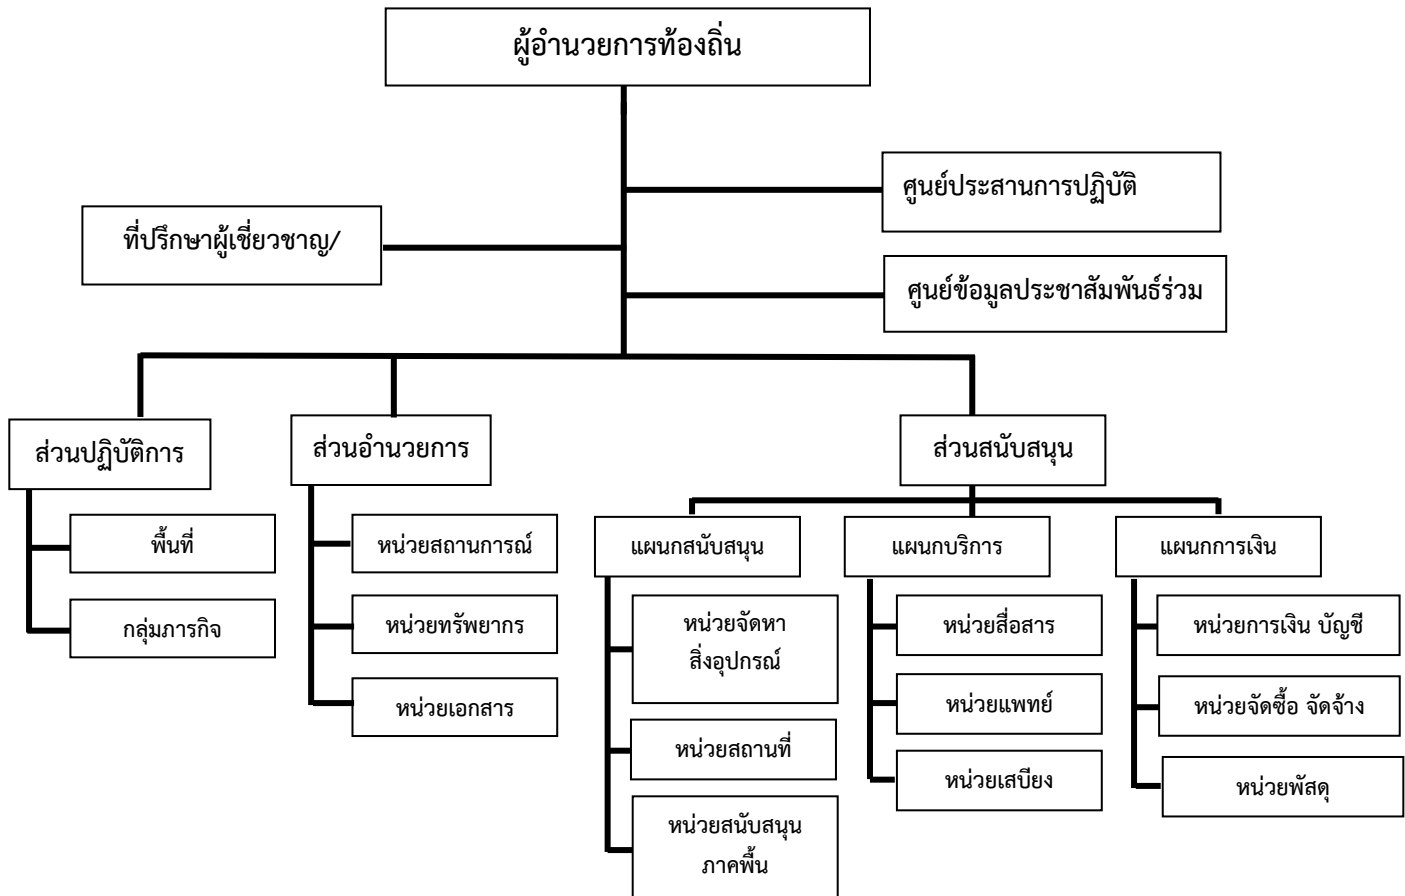 ผู้อำนวยการท้องถิ่น
ศูนย์ประสานการปฏิบัติ
ที่ปรึกษาผู้เชี่ยวชาญ/
ศูนย์ข้อมูลประชาสัมพันธ์ร่วม
ส่วนปฏิบัติการ
ส่วนอำนวยการ
ส่วนสนับสนุน
พื้นที่
กลุ่มภารกิจ
หน่วยสถานการณ์
หน่วยทรัพยากร
หน่วยเอกสาร
แผนกสนับสนุน
หน่วยจัดหา
สิ่งอุปกรณ์
หน่วยสถานที่
หน่วยสนับสนุน
ภาคพื้น
แผนกบริการ
หน่วยสื่อสาร
หน่วยแพทย์
หน่วยเสบียง
แผนกการเงิน
หน่วยการเงิน บัญชี
หน่วยจัดซื้อ จัดจ้าง
หน่วยพัสดุ